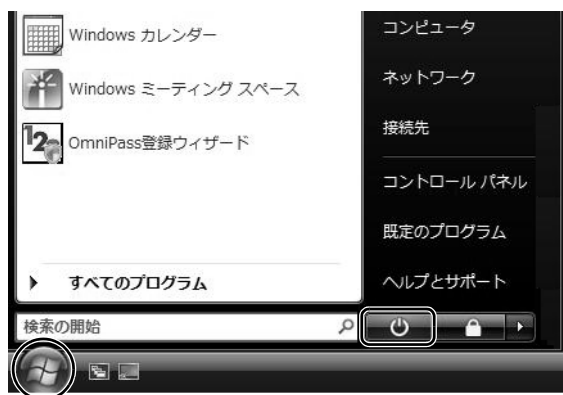 Windows カレンダー
Windows ミーティング スペース
12
OmniPass登録ウィザード
すべてのプログラム
検索の開始
コンピュータ
ネットワーク
接続先
コントロール パネル
既定のプログラム
ヘルプとサポート